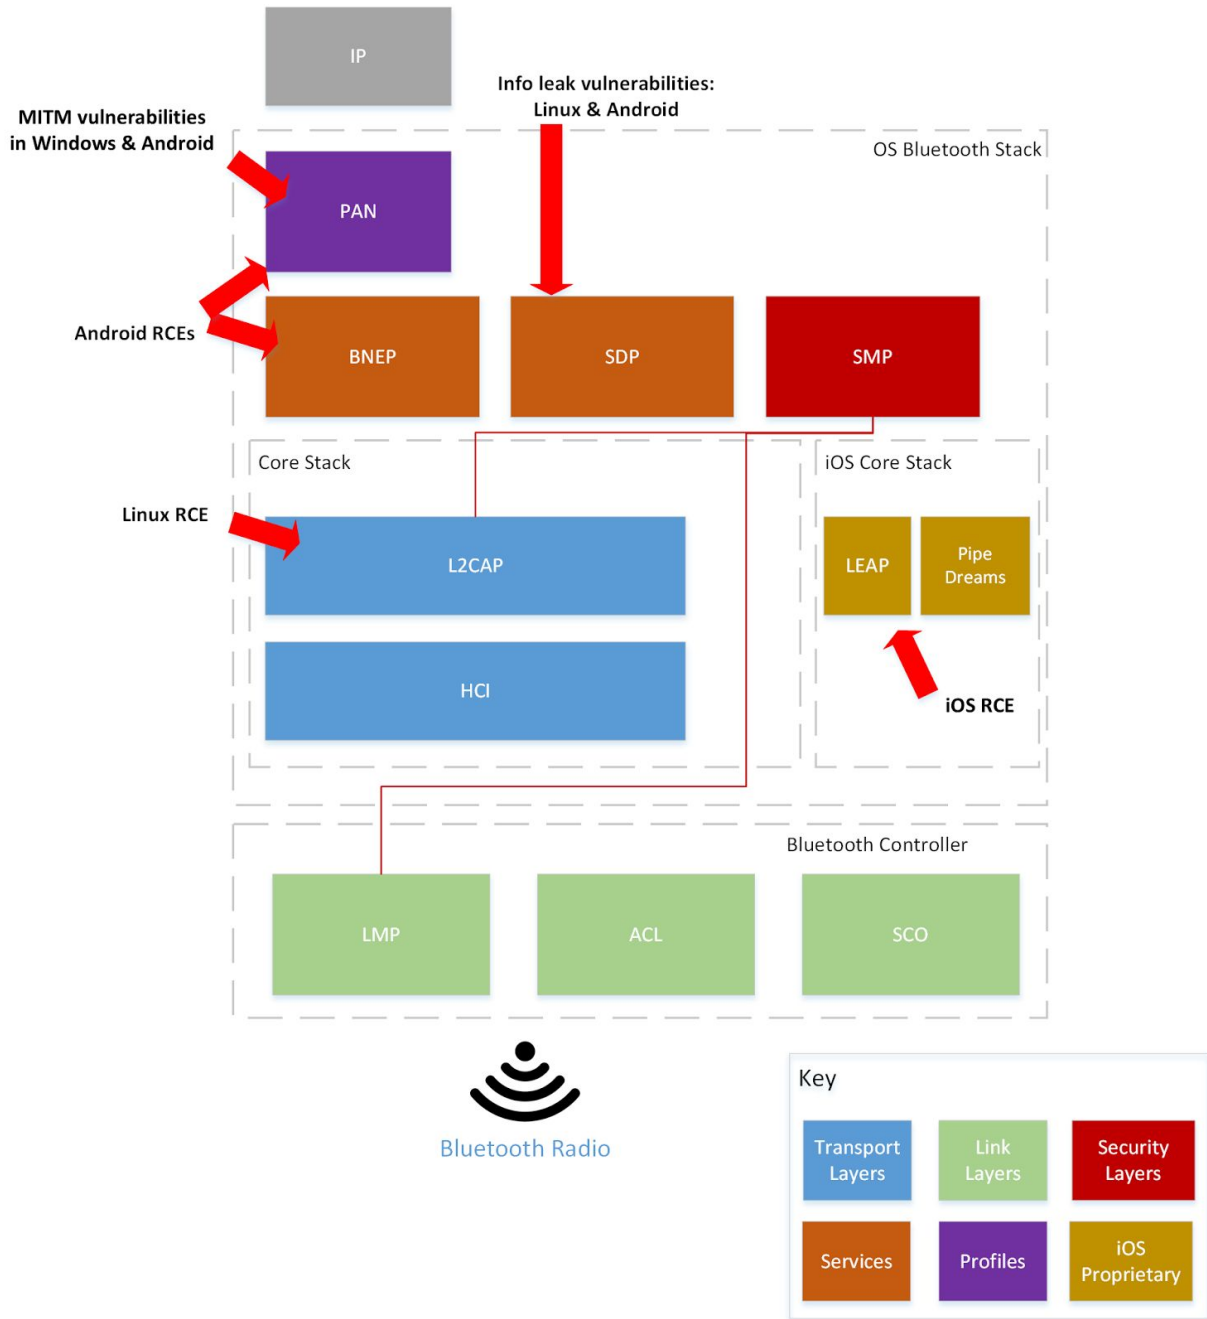 IP
Info leak vulnerabilities:
Linux & Android
MITM vulnerabilities
in Windows & Android
OS Bluetooth Stack
PAN
Android RCEs
BNEP
SDP
SMP
Core Stack
iOS Core Stack
Linux RCE
L2CAP
LEAP
Pipe
Dreams
HCI
iOS RCE
Bluetooth Controller
LMP
ACL
SCO
Bluetooth Radio
Key
Transport
Layers
Link
Layers
Security
Layers
Services
Profiles
iOS
Proprietary